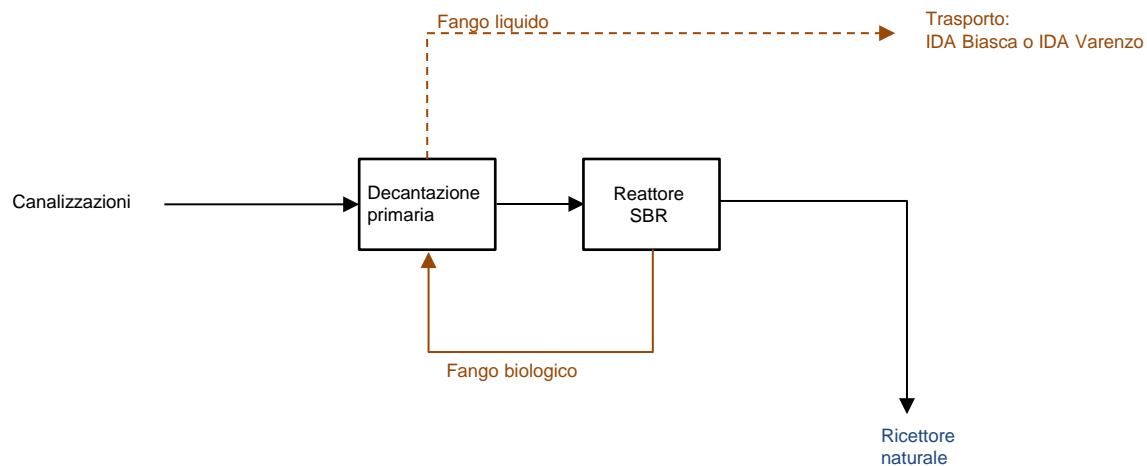 Fango liquido
Trasporto:
IDA Biasca o IDA Varenzo
Canalizzazioni
Decantazione
primaria
Reattore
SBR
Fango biologico
Ricettore
naturale